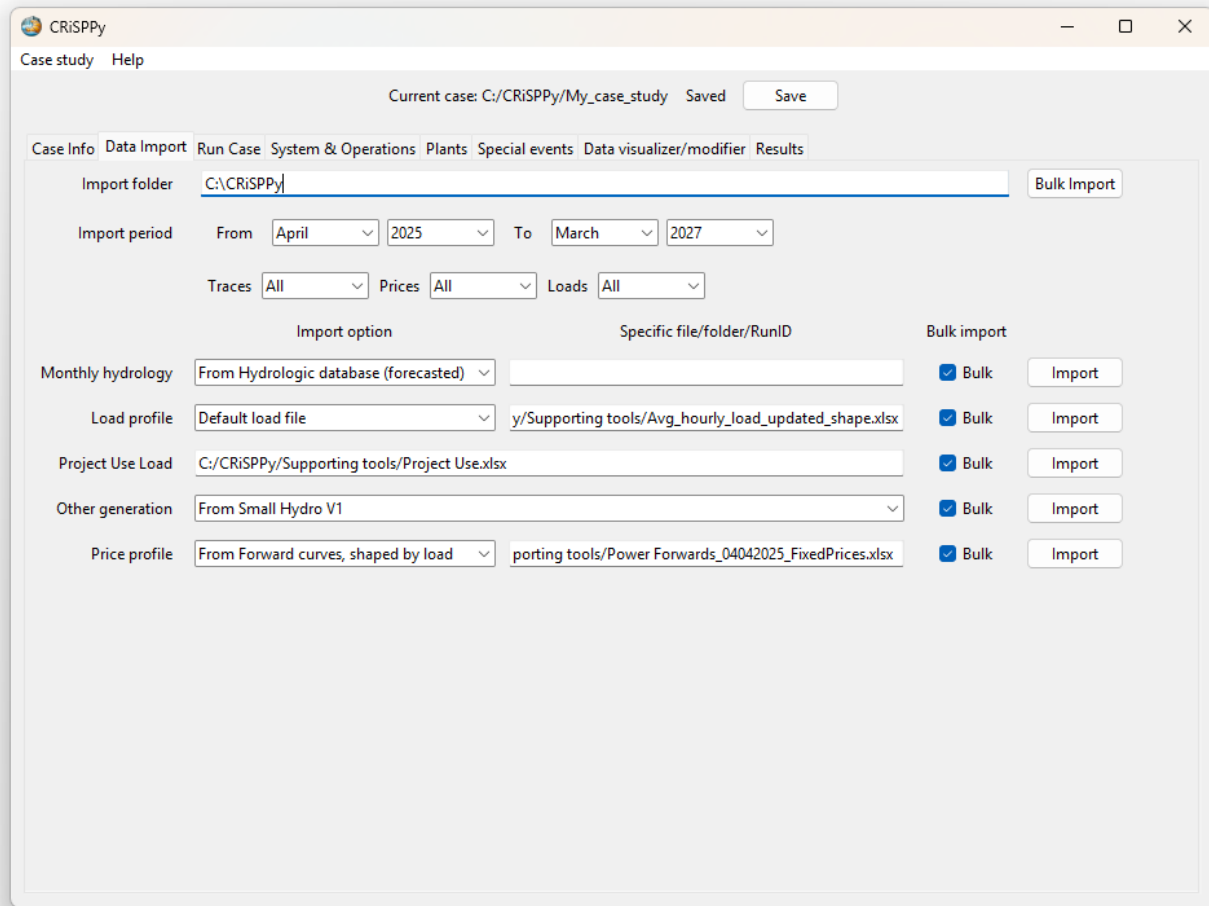 CRiSPPy
Case study Help
Current case: C:/CRiSPPy/My_case_study Saved Save
Case Info Data Import Run Case System & Operations Plants Special events Data visualizer/modifier Results
Import folder C:\CRiSPPy Bulk Import
Import period From April 2025 To March 2027
Traces All Prices All Loads All
Import option Specific file/folder/RunID Bulk import
Monthly hydrology From Hydrologic database (forecasted) Bulk Import
Load profile Default load file y/Supporting tools/Avg_hourly_load_updated_shape.xlsx Bulk Import
Project Use Load C:/CRiSPPy/Supporting tools/Project Use.xlsx Bulk Import
Other generation From Small Hydro V1 Bulk Import
Price profile From Forward curves, shaped by load porting tools/Power Forwards_04042025_FixedPrices.xlsx Bulk Import